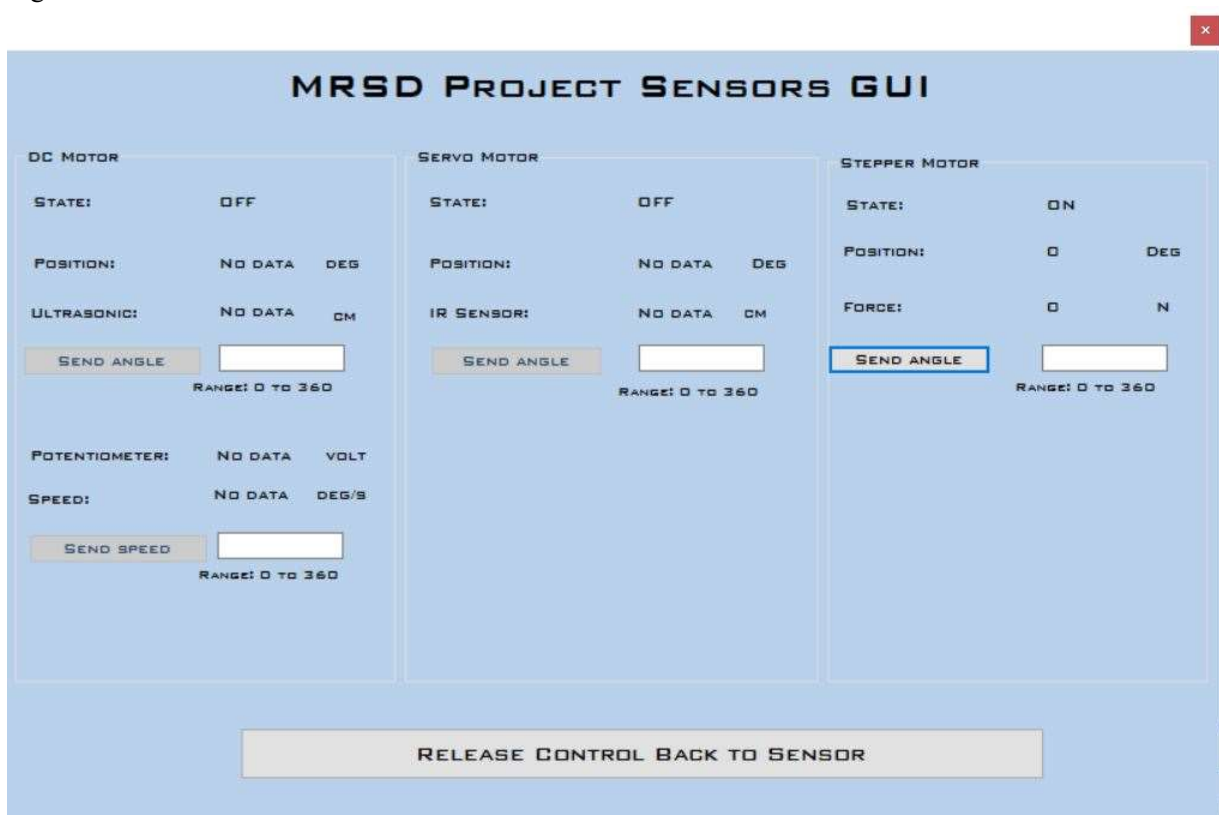 MRSD Project Sensors GUI
DC Motor
State: OFF
Position: No data deg
Ultrasonic: No data cm
Send angle
Range: 0 to 360
Potentiometer: No data volt
Speed: No data deg/s
Send speed
Range: 0 to 360
Servo Motor
State: OFF
Position: No data Deg
IR Sensor: No data cm
Send angle
Range: 0 to 360
Stepper Motor
State: ON
Position: 0 Deg
Force: 0 N
Send angle
Range: 0 to 360
Release Control Back to Sensor